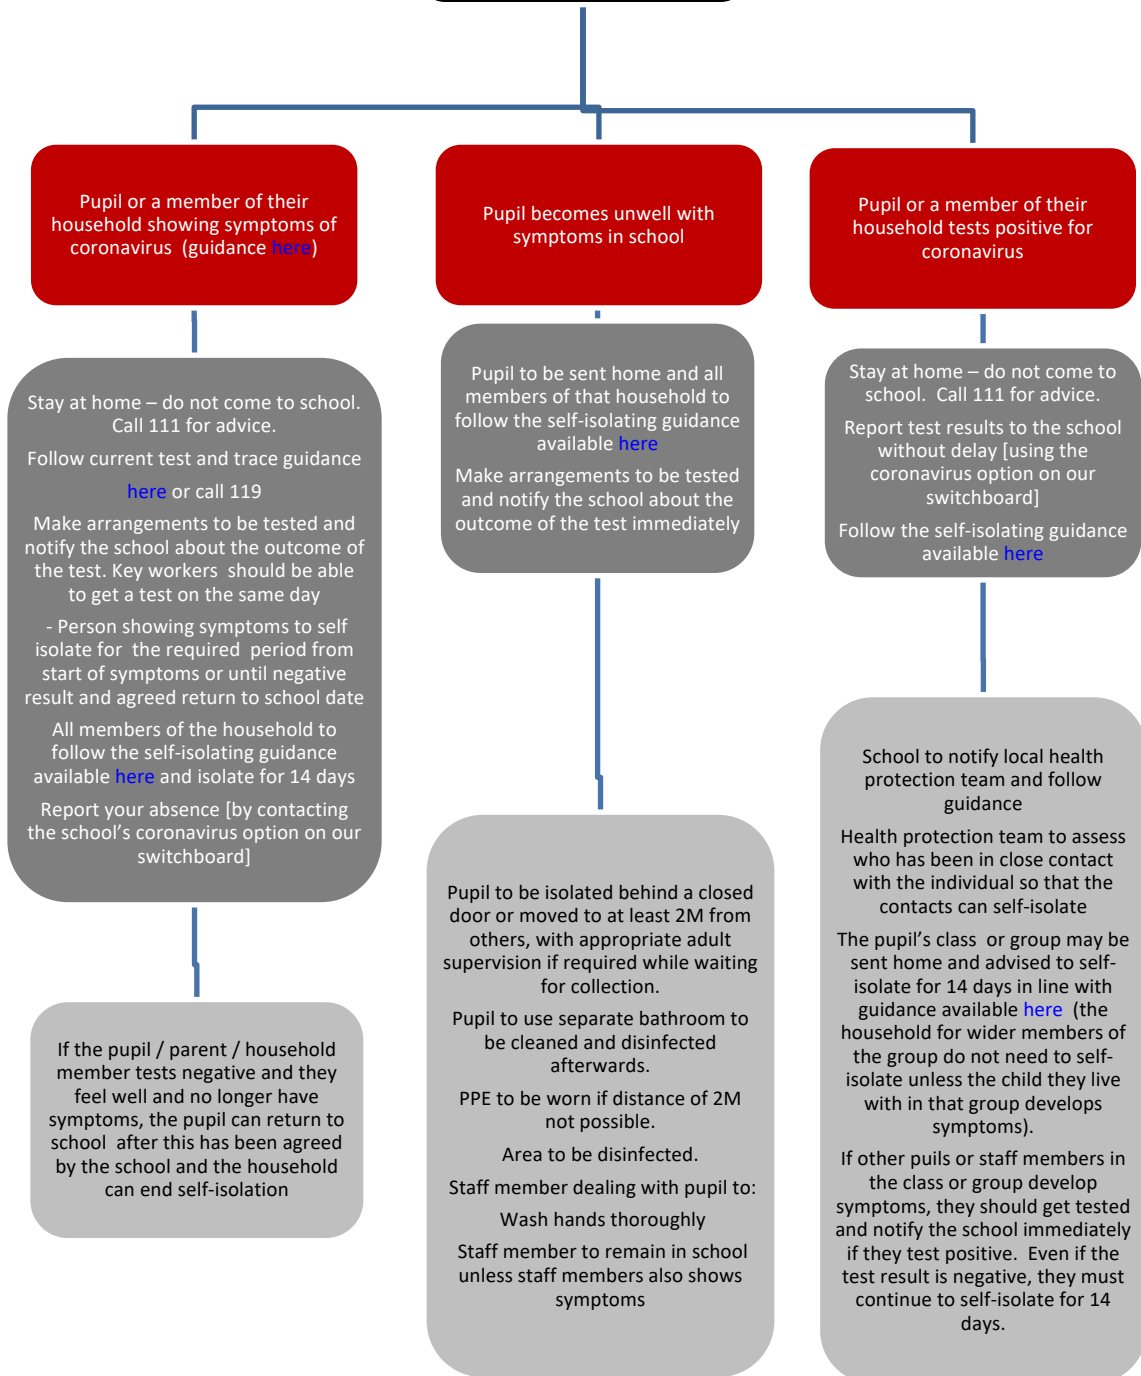 Pupil or a member of their
household showing symptoms of
coronavirus  (guidance here)
Stay at home – do not come to school.
Call 111 for advice.
Follow current test and trace guidance
here or call 119
Make arrangements to be tested and
notify the school about the outcome of
the test. Key workers  should be able
to get a test on the same day
- Person showing symptoms to self
isolate for  the required  period from
start of symptoms or until negative
result and agreed return to school date
All members of the household to
follow the self-isolating guidance
available here and isolate for 14 days
Report your absence [by contacting
the school’s coronavirus option on our
switchboard]
If the pupil / parent / household
member tests negative and they
feel well and no longer have
symptoms, the pupil can return to
school  after this has been agreed
by the school and the household
can end self-isolation
Pupil becomes unwell with
symptoms in school
Pupil to be sent home and all
members of that household to
follow the self-isolating guidance
available here
Make arrangements to be tested
and notify the school about the
outcome of the test immediately
Pupil to be isolated behind a closed
door or moved to at least 2M from
others, with appropriate adult
supervision if required while waiting
for collection.
Pupil to use separate bathroom to
be cleaned and disinfected
afterwards.
PPE to be worn if distance of 2M
not possible.
Area to be disinfected.
Staff member dealing with pupil to:
Wash hands thoroughly
Staff member to remain in school
unless staff members also shows
symptoms
Pupil or a member of their
household tests positive for
coronavirus
Stay at home – do not come to
school.  Call 111 for advice.
Report test results to the school
without delay [using the
coronavirus option on our
switchboard]
Follow the self-isolating guidance
available here
School to notify local health
protection team and follow
guidance
Health protection team to assess
who has been in close contact
with the individual so that the
contacts can self-isolate
The pupil’s class  or group may be
sent home and advised to self-
isolate for 14 days in line with
guidance available here  (the
household for wider members of
the group do not need to self-
isolate unless the child they live
with in that group develops
symptoms).
If other puils or staff members in
the class or group develop
symptoms, they should get tested
and notify the school immediately
if they test positive.  Even if the
test result is negative, they must
continue to self-isolate for 14
days.